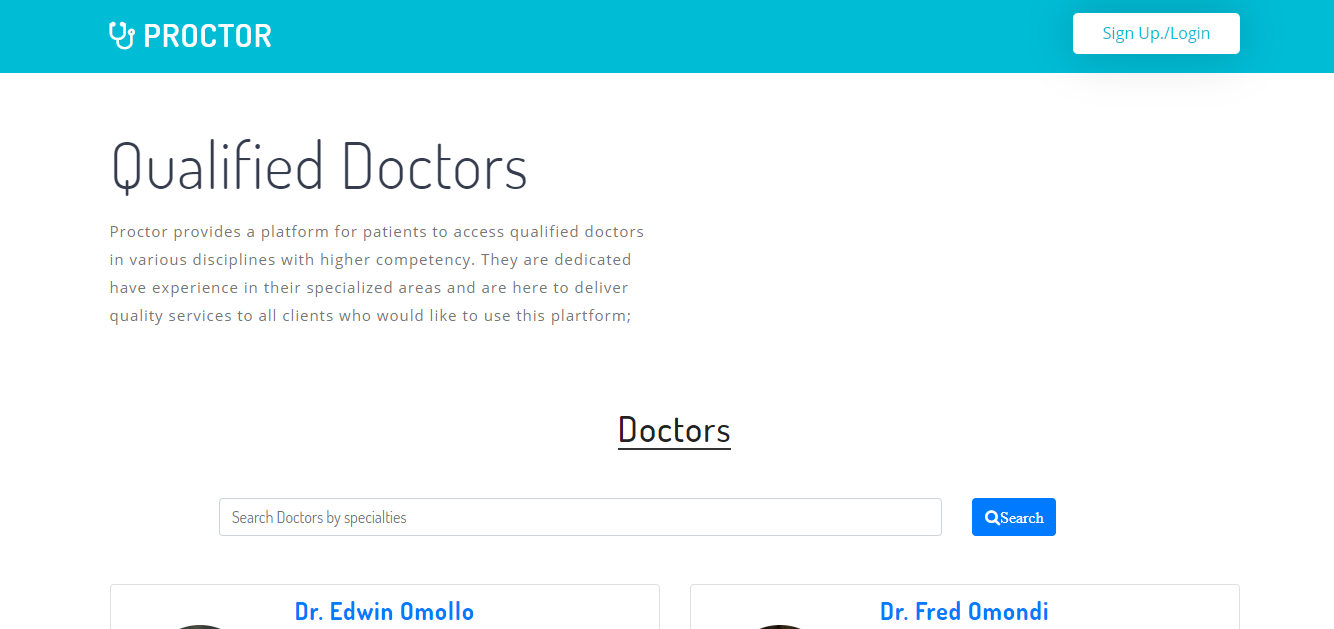 PROCTOR
Sign Up./Login
Qualified Doctors
Proctor provides a platform for patients to access qualified doctors
in various disciplines with higher competency. They are dedicated
have experience in their specialized areas and are here to deliver
quality services to all clients who would like to use this plartform;
Doctors
Search Doctors by specialties
Search
Dr. Edwin Omollo
Dr. Fred Omondi